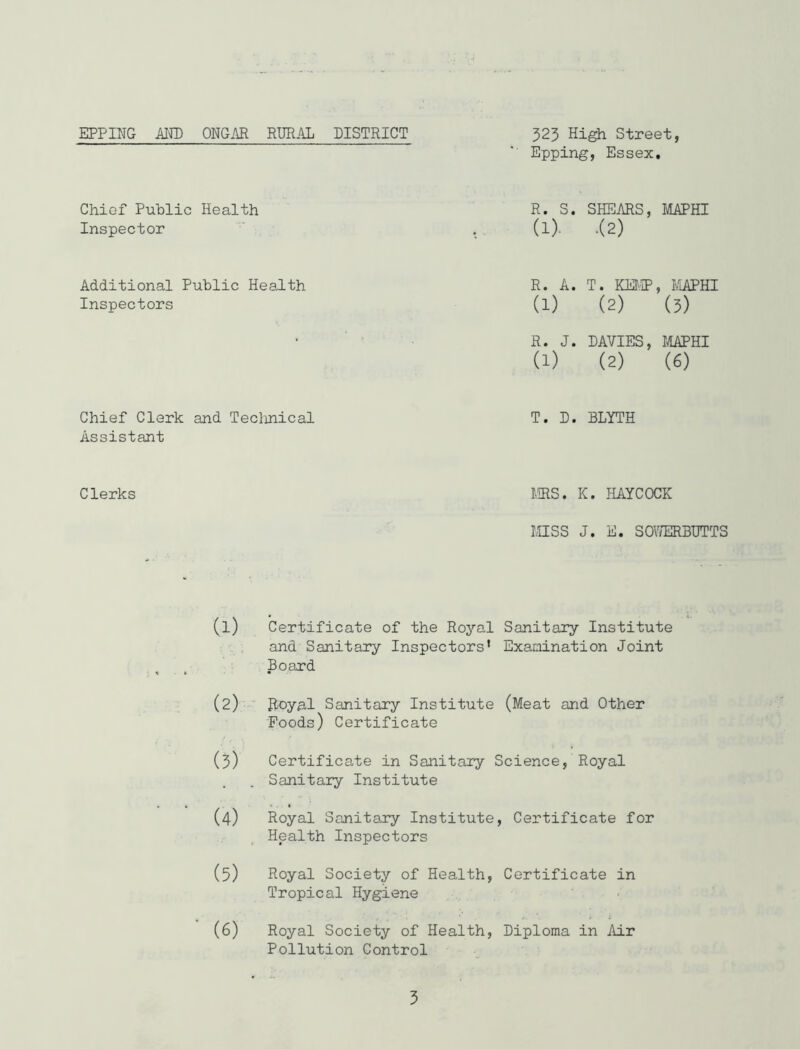 EPPING AND ONGAR RURAL DISTRICT
323 High Street,
Epping, Essex.
Chief Public Health
Inspector
R. S. SHEARS, MAPHI
(1) (2)
Additional Public Health
Inspectors
R. A. T. KEMP, MAPHI
(1) (2) (3)
R. J. DAVIES, MAPHI
(1) (2) (6)
Chief Clerk and Technical
Assistant
T. D. BLYTH
Clerks
MRS. K. HAYCOCK
MISS J. E. SOWERBUTTS
(1) Certificate of the Royal Sanitary Institute
and Sanitary Inspectors' Examination Joint
Board
(2) Royal Sanitary Institute (Meat and Other
Foods) Certificate
(3) Certificate in Sanitary Science, Royal
Sanitary Institute
(4) Royal Sanitary Institute, Certificate for
Health Inspectors
(5) Royal Society of Health, Certificate in
Tropical Hygiene
(6) Royal Society of Health, Diploma in Air
Pollution Control
3